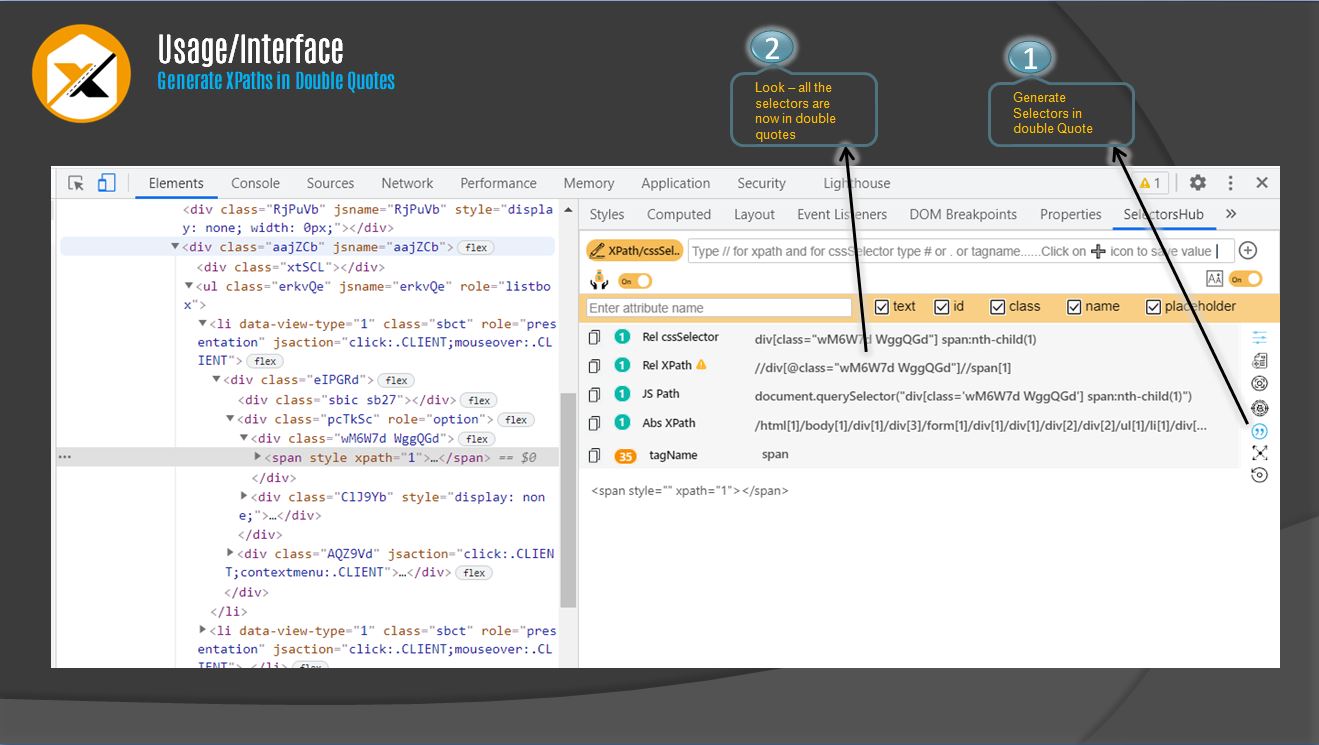 Usage/Interface
Generate XPaths in Double Quotes
2
Look – all the
selectors are
now in double
quotes
1
Generate
Selectors in
double Quote
Elements Console Sources Network Performance Memory Application Security Lighthouse 1
<div class="RjPuVb" jsname="RjPuVb" style="displa
y: none; width: 0px;"></div>
<div class="aajZCb" jsname="aajZCb"> flex
<div class="xtSCL"></div>
<ul class="erkvQe" jsname="erkvQe" role="listbo
x">
<li data-view-type="1" class="sbct" role="pres
entation" jsaction="click:.CLIENT;mouseover:.CL
IENT"> flex
<div class="eIPGRd"> flex
<div class="sbic sb27"></div> flex
<div class="pcTkSc" role="option"> flex
<div class="wM6W7d WggQGd"> flex
… <span style xpath="1">…</span> == $0
</div>
<div class="ClJ9Yb" style="display: non
e;">…</div>
</div>
<div class="AQZ9Vd" jsaction="click:.CLIEN
T;contextmenu:.CLIENT">…</div> flex
</div>
</li>
<li data-view-type="1" class="sbct" role="pres
entation" jsaction="click:.CLIENT;mouseover:.CL
IENT">…</li> flex
Styles Computed Layout Event Listeners DOM Breakpoints Properties SelectorsHub »
XPath/cssSel.. Type // for xpath and for cssSelector type # or . or tagname......Click on + icon to save value |
On On
Enter attribute name text id class name placeholder
1 Rel cssSelector div[class="wM6W7d WggQGd"] span:nth-child(1)
1 Rel XPath //div[@class="wM6W7d WggQGd"]//span[1]
1 JS Path document.querySelector("div[class='wM6W7d WggQGd'] span:nth-child(1)")
1 Abs XPath /html[1]/body[1]/div[1]/div[3]/form[1]/div[1]/div[1]/div[2]/div[2]/ul[1]/li[1]/div[...
35 tagName span
<span style="" xpath="1"></span>